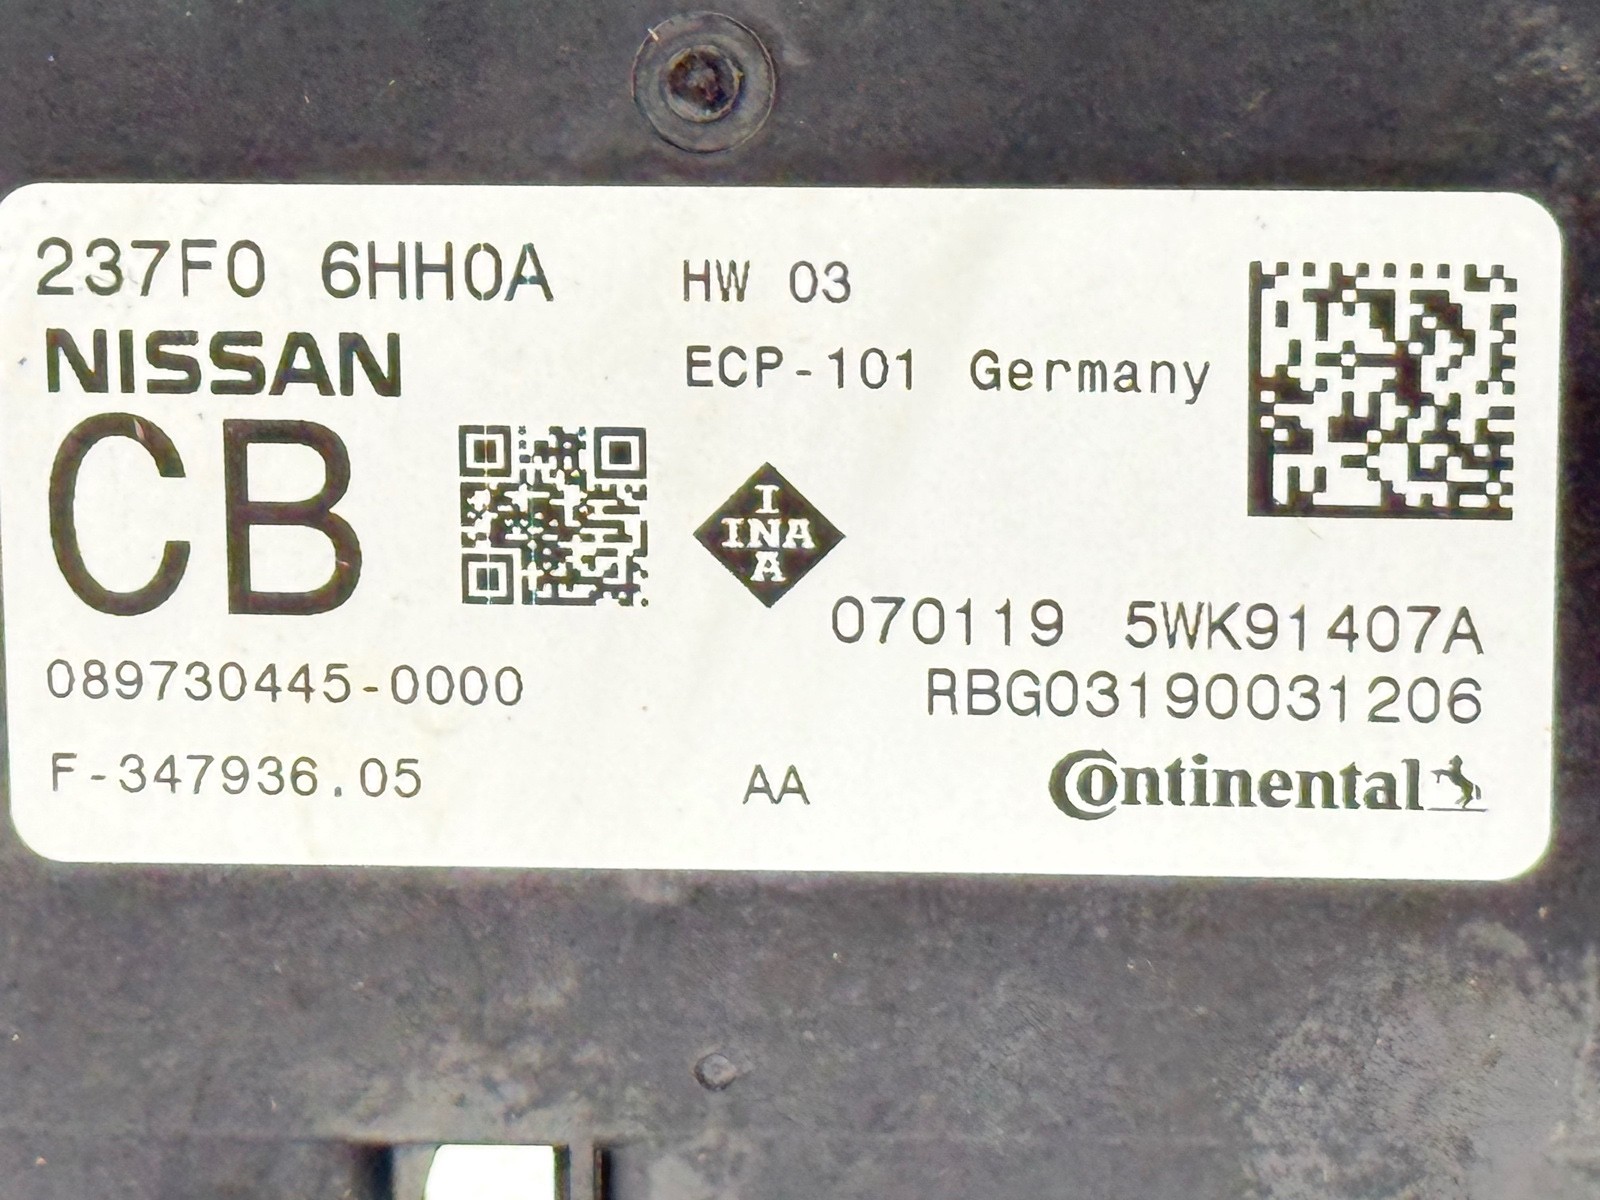 237F0 6HH0A
HW 03
NISSAN
ECP-101 Germany
CB
I
INA
A
070119 5WK91407A
089730445-0000
RBG03190031206
F-347936.05
AA
Continental